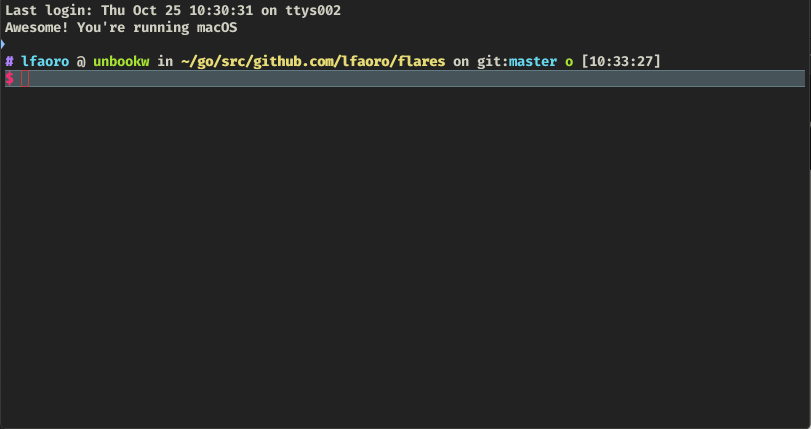 Last login: Thu Oct 25 10:30:31 on ttys002
Awesome! You're running macOS
# lfaoro @ unbookw in ~/go/src/github.com/lfaoro/flares on git:master o [10:33:27]
$